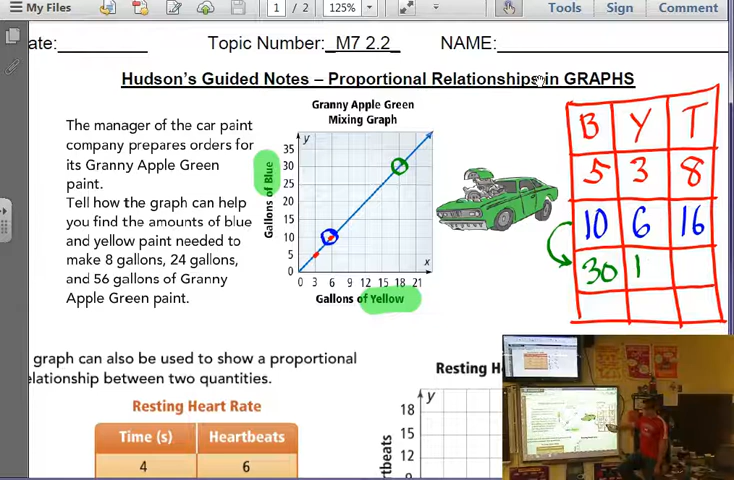 My Files
1 / 2
125%
Tools
Sign
Comment
ate:__________ Topic Number:_M7 2.2_ NAME:
Hudson's Guided Notes – Proportional Relationships in GRAPHS
The manager of the car paint
company prepares orders for
its Granny Apple Green
paint.
Tell how the graph can help
you find the amounts of blue
and yellow paint needed to
make 8 gallons, 24 gallons,
and 56 gallons of Granny
Apple Green paint.
Granny Apple Green
Mixing Graph
y
35
30
25
20
15
10
5
0
Gallons of Blue
0 3 6 9 12 15 18 21
x
Gallons of Yellow
B Y T
5 3 8
10 6 16
30 1
graph can also be used to show a proportional
elationship between two quantities.
Resting Heart Rate
Time (s) Heartbeats
4 6
Resting H
y
18
15
12
9
rtbeats